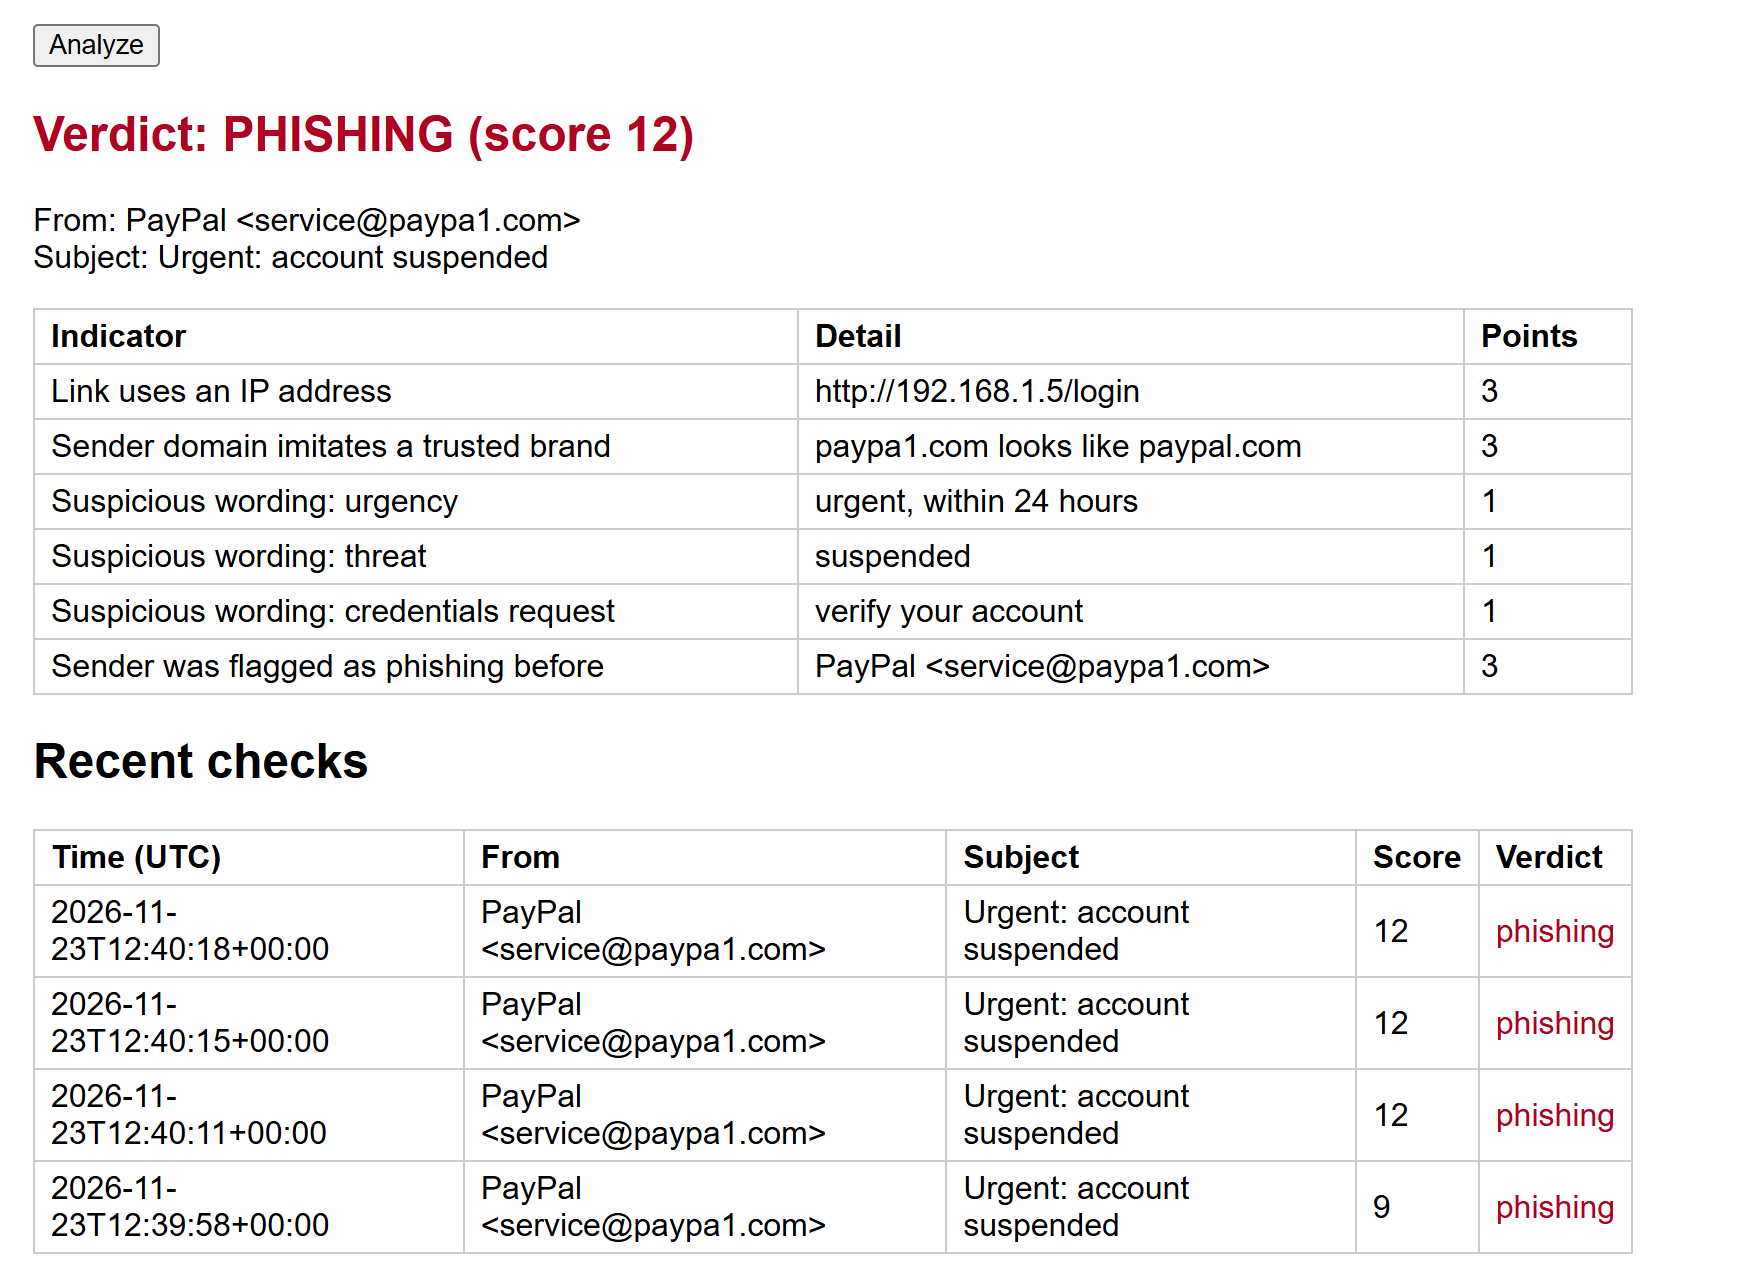 Analyze
Verdict: PHISHING (score 12)
From: PayPal <service@paypa1.com>
Subject: Urgent: account suspended
Indicator Detail Points
Link uses an IP address http://192.168.1.5/login 3
Sender domain imitates a trusted brand paypa1.com looks like paypal.com 3
Suspicious wording: urgency urgent, within 24 hours 1
Suspicious wording: threat suspended 1
Suspicious wording: credentials request verify your account 1
Sender was flagged as phishing before PayPal <service@paypa1.com> 3
Recent checks
Time (UTC) From Subject Score Verdict
2026-11-
23T12:40:18+00:00
PayPal
<service@paypa1.com>
Urgent: account
suspended
12
phishing
2026-11-
23T12:40:15+00:00
PayPal
<service@paypa1.com>
Urgent: account
suspended
12
phishing
2026-11-
23T12:40:11+00:00
PayPal
<service@paypa1.com>
Urgent: account
suspended
12
phishing
2026-11-
23T12:39:58+00:00
PayPal
<service@paypa1.com>
Urgent: account
suspended
9
phishing